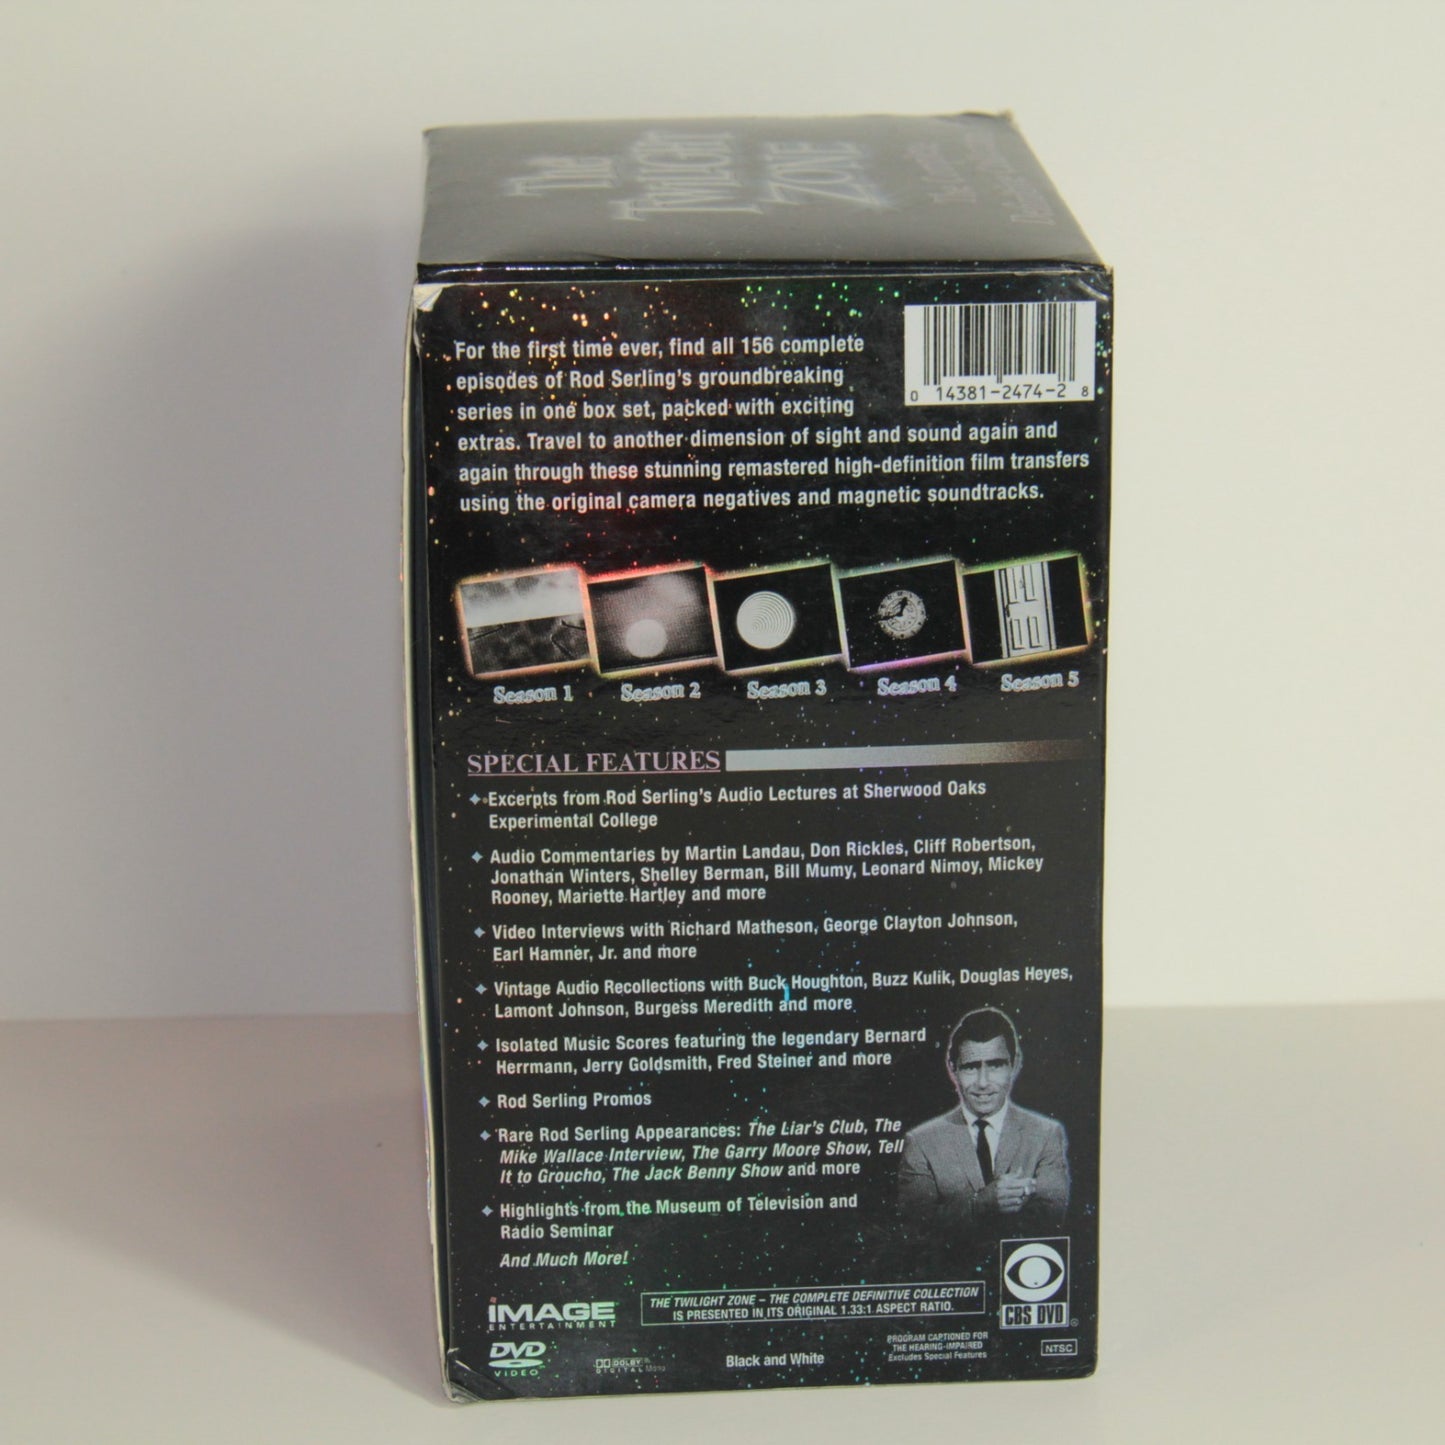 The
TWILIGHT
ZONE
The Complete
Definitive Collection
For the first time ever, find all 156 complete
episodes of Rod Serling's groundbreaking
series in one box set, packed with exciting
extras. Travel to another dimension of sight and sound again and
again through these stunning remastered high-definition film transfers
using the original camera negatives and magnetic soundtracks.
0 14381-2474-2 8
Season 1 Season 2 Season 3 Season 4 Season 5
SPECIAL FEATURES
Excerpts from Rod Serling's Audio Lectures at Sherwood Oaks
Experimental College
Audio Commentaries by Martin Landau, Don Rickles, Cliff Robertson,
Jonathan Winters, Shelley Berman, Bill Mumy, Leonard Nimoy, Mickey
Rooney, Mariette Hartley and more
Video Interviews with Richard Matheson, George Clayton Johnson,
Earl Hamner, Jr. and more
Vintage Audio Recollections with Buck Houghton, Buzz Kulik, Douglas Heyes,
Lamont Johnson, Burgess Meredith and more
Isolated Music Scores featuring the legendary Bernard
Herrmann, Jerry Goldsmith, Fred Steiner and more
Rod Serling Promos
Rare Rod Serling Appearances: The Liar's Club, The
Mike Wallace Interview, The Garry Moore Show, Tell
It to Groucho, The Jack Benny Show and more
Highlights from the Museum of Television and
Radio Seminar
And Much More!
IMAGE
ENTERTAINMENT
THE TWILIGHT ZONE – THE COMPLETE DEFINITIVE COLLECTION
IS PRESENTED IN ITS ORIGINAL 1.33:1 ASPECT RATIO.
CBS DVD
®
DVD
VIDEO
DOLBY ®
DIGITAL Mono
Black and White
PROGRAM CAPTIONED FOR
THE HEARING-IMPAIRED
Excludes Special Features
NTSC